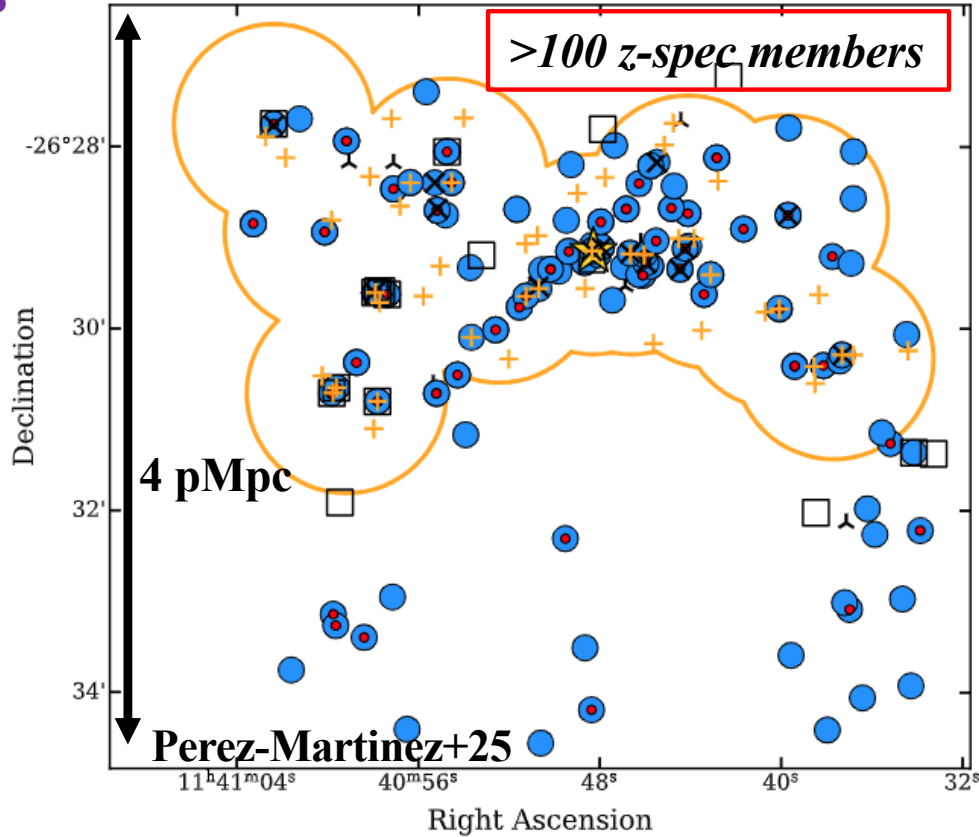 >100 z-spec members
-26°28'
30'
32'
34'
Declination
4 pMpc
Perez-Martinez+25
11ʰ41ᵐ04ˢ
40ᵐ56ˢ
48ˢ
40ˢ
32ˢ
Right Ascension